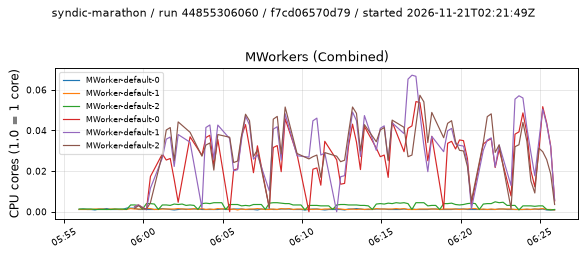 syndic-marathon / run 44855306060 / f7cd06570d79 / started 2026-11-21T02:21:49Z
MWorkers (Combined)
CPU cores (1.0 = 1 core)
0.06
0.04
0.02
0.00
MWorker-default-0
MWorker-default-1
MWorker-default-2
MWorker-default-0
MWorker-default-1
MWorker-default-2
05:55
06:00
06:05
06:10
06:15
06:20
06:25